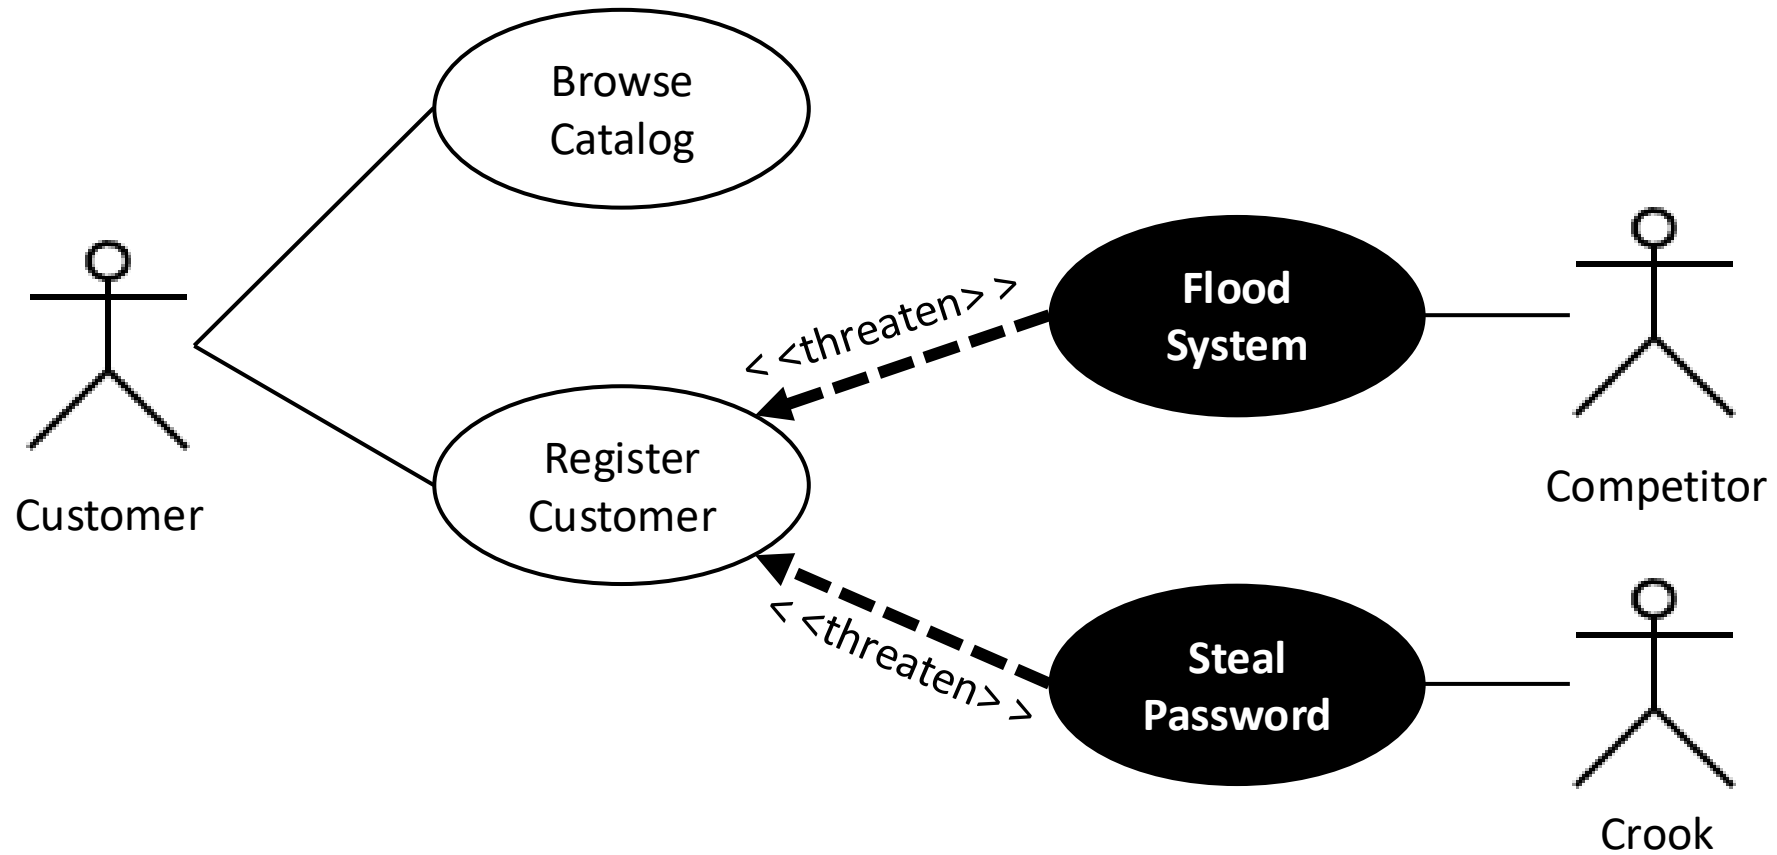 Browse
Catalog
Flood
System
< <threaten> >
Register
Customer
Customer
Competitor
< <threaten> >
Steal
Password
Crook